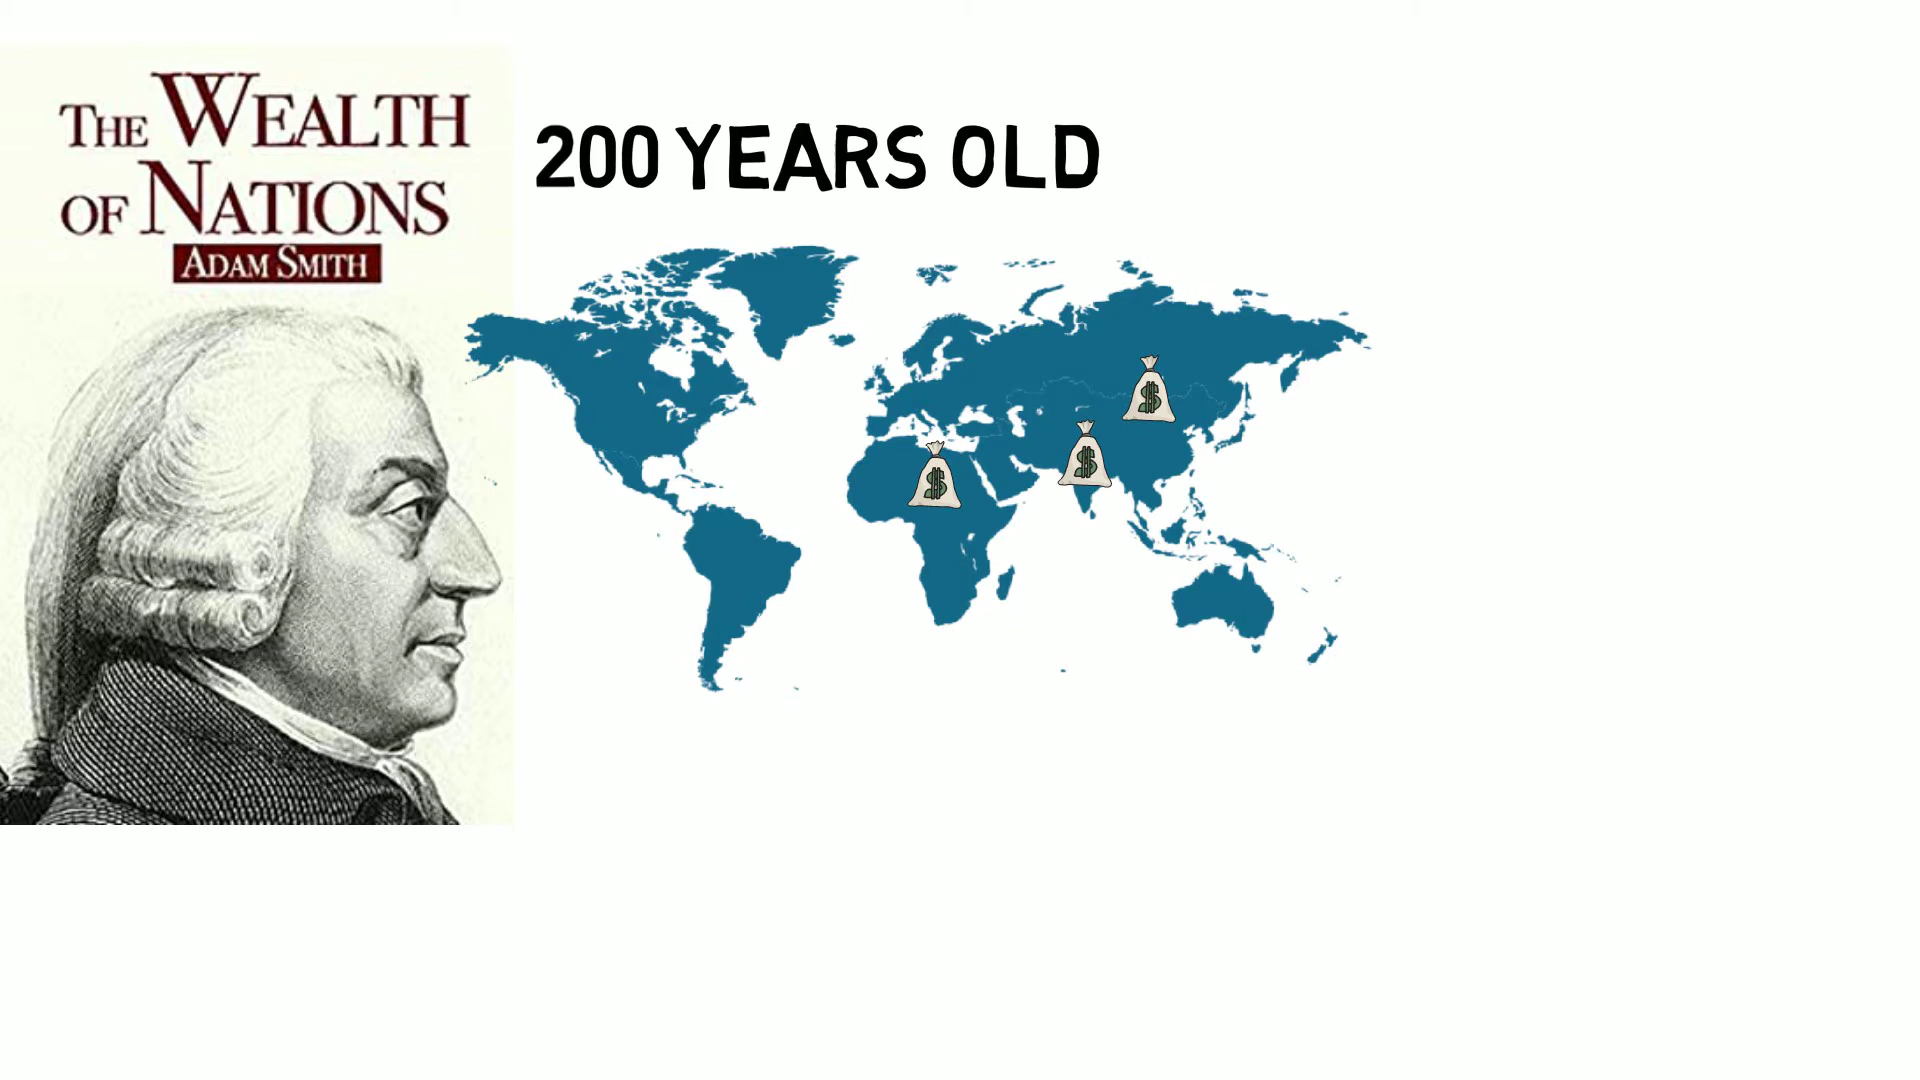 THE WEALTH
OF NATIONS
ADAM SMITH
200 YEARS OLD
$
$
$